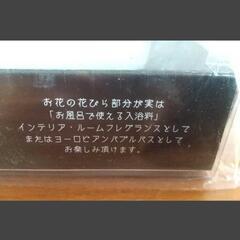 お花の花びら部分が実は
「お風呂で使える入浴料」
インテリア・ルームフレグランスとして
またはヨーロピアンバブルバスとして
お楽しみ頂けます。